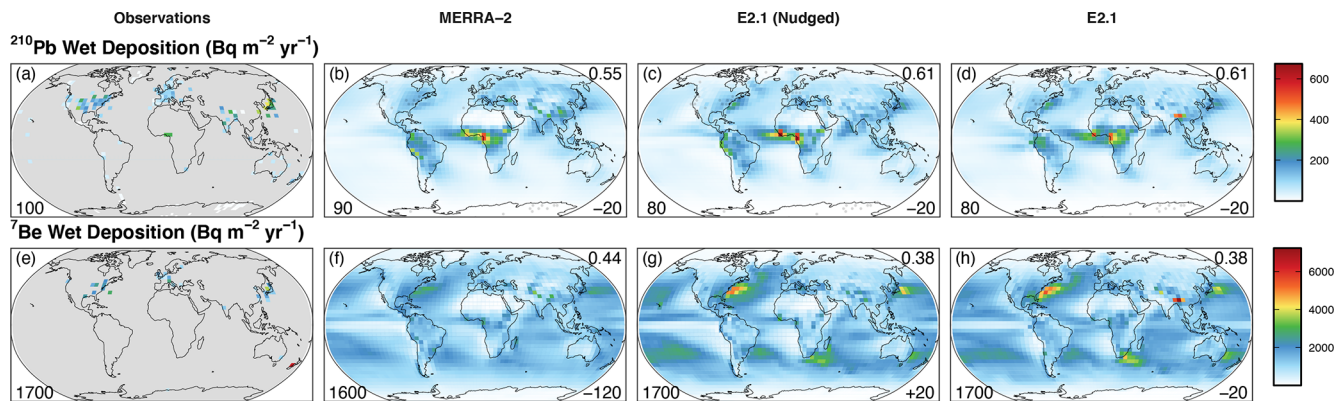 Observations MERRA−2 E2.1 (Nudged) E2.1
²¹⁰Pb Wet Deposition (Bq m⁻² yr⁻¹)
(a) (b) 0.55 (c) 0.61 (d) 0.61
600
400
200
100 90 −20 80 −20 80 −20
⁷Be Wet Deposition (Bq m⁻² yr⁻¹)
(e) (f) 0.44 (g) 0.38 (h) 0.38
6000
4000
2000
1700 1600 −120 1700 +20 1700 −20